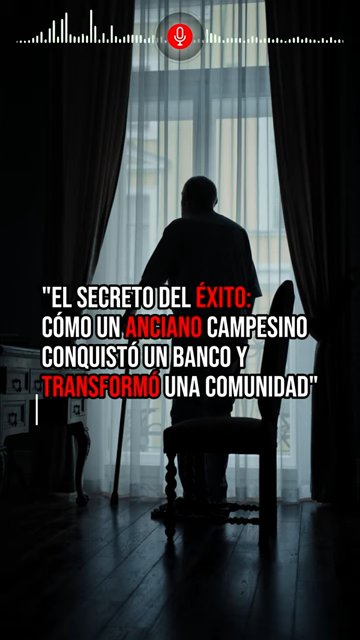 "EL SECRETO DEL ÉXITO:
CÓMO UN ANCIANO CAMPESINO
CONQUISTÓ UN BANCO Y
TRANSFORMÓ UNA COMUNIDAD"